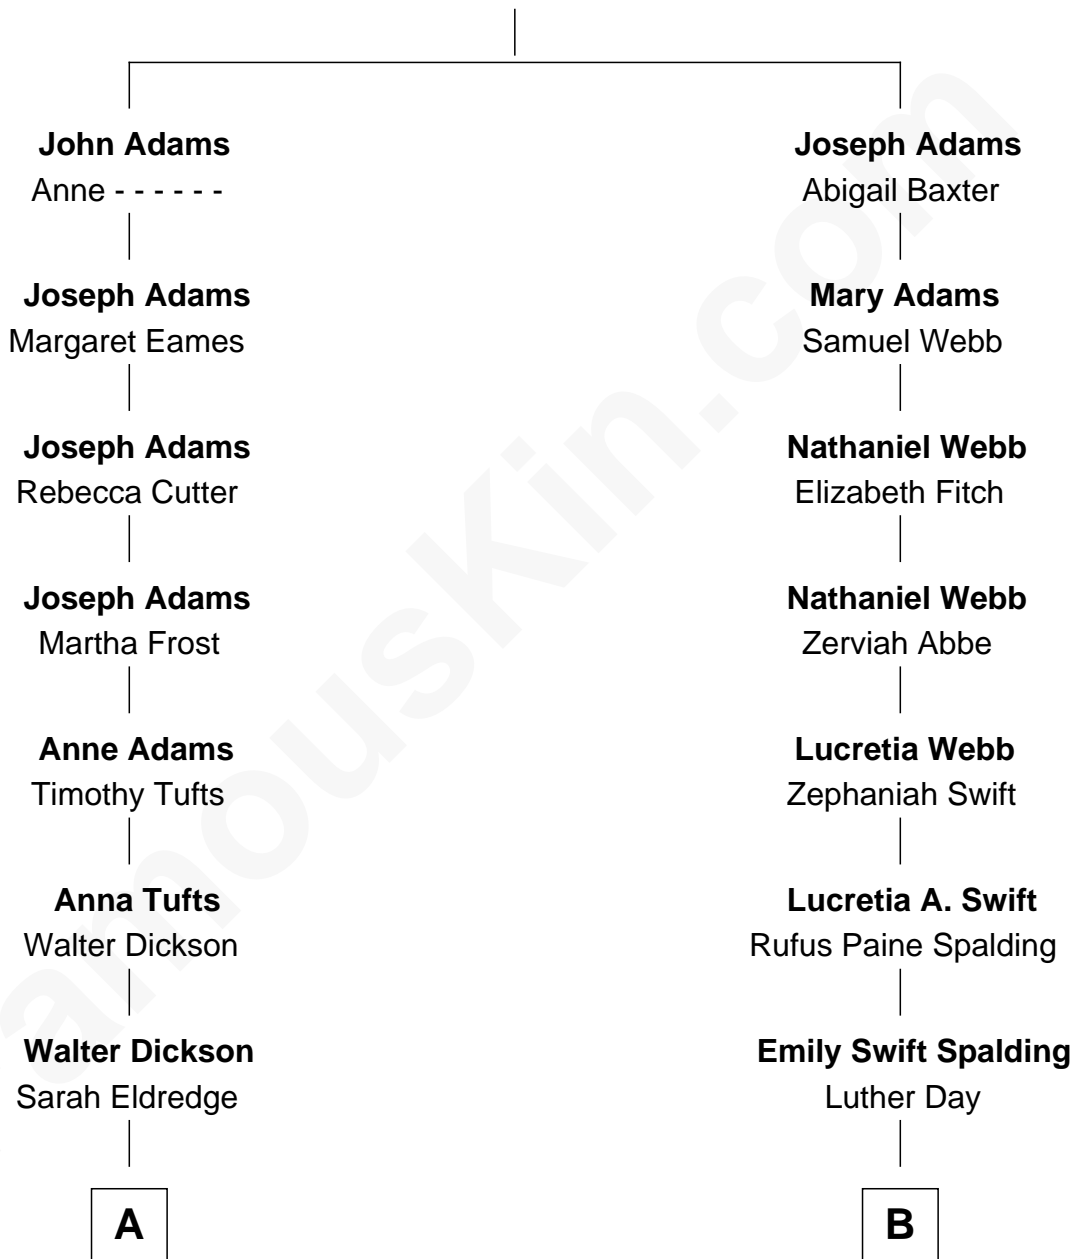 John Adams
Anne - - - - - -
Joseph Adams
Margaret Eames
Joseph Adams
Rebecca Cutter
Joseph Adams
Martha Frost
Anne Adams
Timothy Tufts
Anna Tufts
Walter Dickson
Walter Dickson
Sarah Eldredge
A
Joseph Adams
Abigail Baxter
Mary Adams
Samuel Webb
Nathaniel Webb
Elizabeth Fitch
Nathaniel Webb
Zerviah Abbe
Lucretia Webb
Zephaniah Swift
Lucretia A. Swift
Rufus Paine Spalding
Emily Swift Spalding
Luther Day
B
amousKin.com